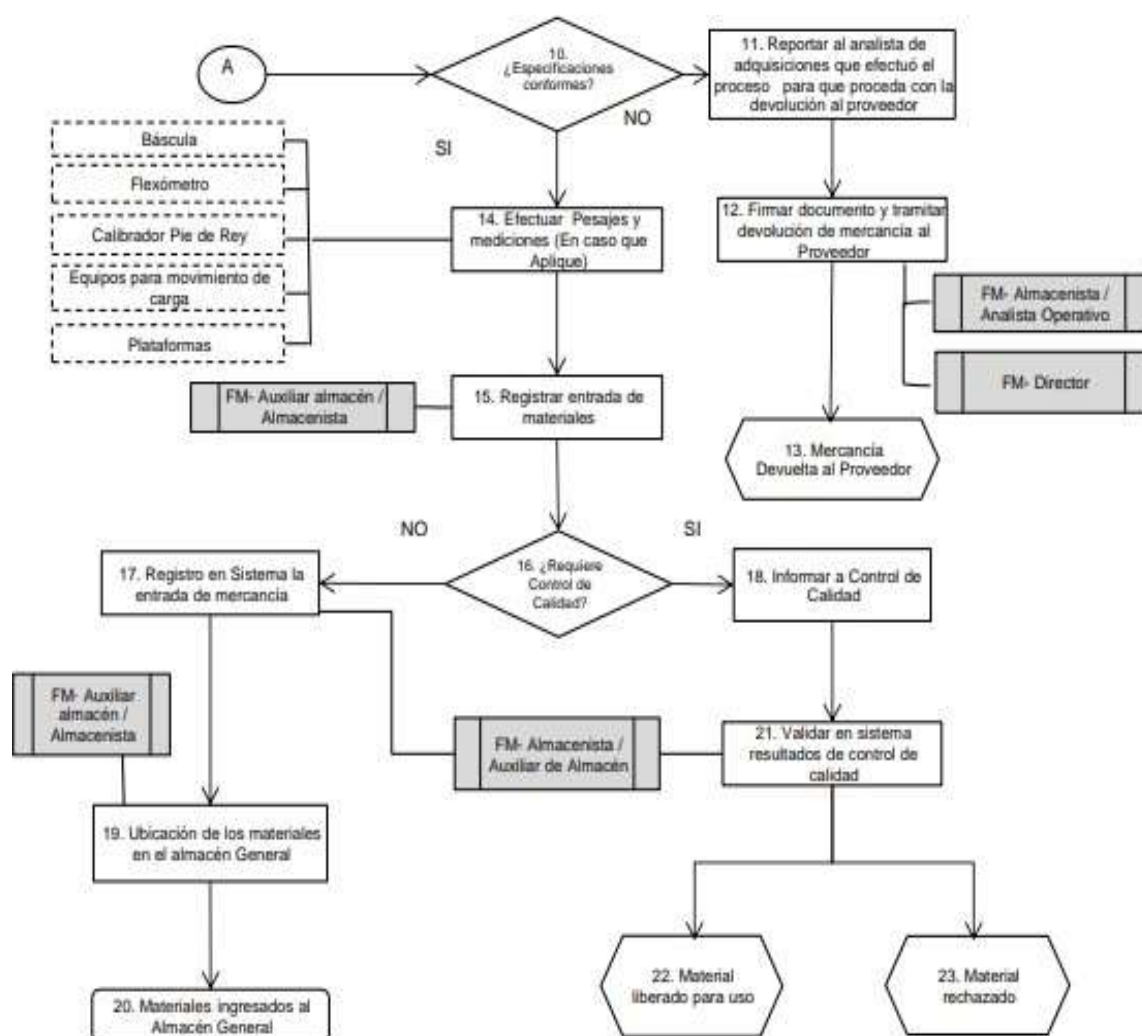 A
10.
¿Especificaciones
conformes?
11. Reportar al analista de
adquisiciones que efectuó el
proceso para que proceda con la
devolución al proveedor
NO
SI
Báscula
Flexómetro
Calibrador Pie de Rey
Equipos para movimiento de
carga
Plataformas
14. Efectuar Pesajes y
mediciones (En caso que
Aplique)
12. Firmar documento y tramitar
devolución de mercancía al
Proveedor
FM- Almacenista /
Analista Operativo
FM- Director
FM- Auxiliar almacén /
Almacenista
15. Registrar entrada de
materiales
13. Mercancía
Devuelta al Proveedor
NO
SI
16. ¿Requiere
Control de
Calidad?
17. Registro en Sistema la
entrada de mercancía
18. Informar a Control de
Calidad
FM- Auxiliar
almacén /
Almacenista
FM- Almacenista /
Auxiliar de Almacén
21. Validar en sistema
resultados de control de
calidad
19. Ubicación de los materiales
en el almacén General
22. Material
liberado para uso
23. Material
rechazado
20. Materiales ingresados al
Almacén General